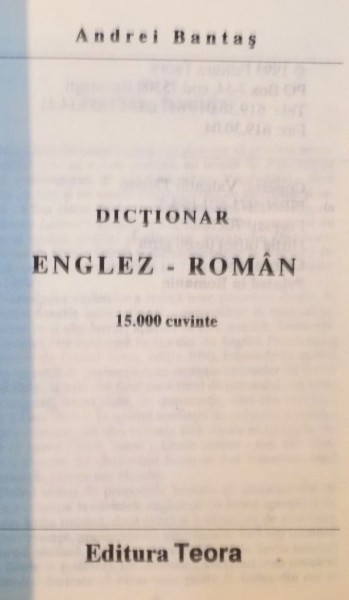 Andrei Bantaş
DICŢIONAR
ENGLEZ - ROMÂN
15.000 cuvinte
Editura Teora